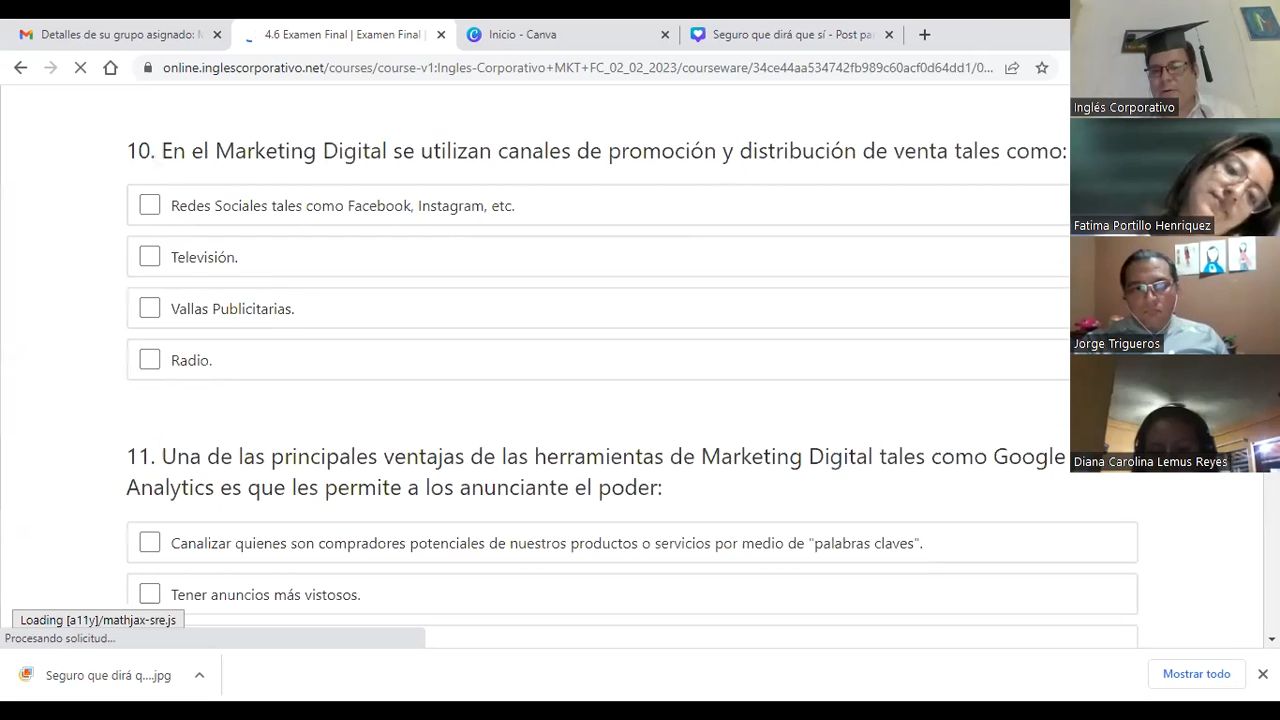 Detalles de su grupo asignado: M
4.6 Examen Final | Examen Final |
Inicio - Canva
Seguro que dirá que sí - Post pa
online.inglescorporativo.net/courses/course-v1:Ingles-Corporativo+MKT+FC_02_02_2023/courseware/34ce44aa534742fb989c60acf0d64dd1/0...
10. En el Marketing Digital se utilizan canales de promoción y distribución de venta tales como:
Redes Sociales tales como Facebook, Instagram, etc.
Televisión.
Vallas Publicitarias.
Radio.
11. Una de las principales ventajas de las herramientas de Marketing Digital tales como Google
Analytics es que les permite a los anunciante el poder:
Canalizar quienes son compradores potenciales de nuestros productos o servicios por medio de "palabras claves".
Tener anuncios más vistosos.
Loading [a11y]/mathjax-sre.js
Procesando solicitud...
Seguro que dirá q....jpg
Mostrar todo
Inglés Corporativo
Fatima Portillo Henriquez
Jorge Trigueros
Diana Carolina Lemus Reyes